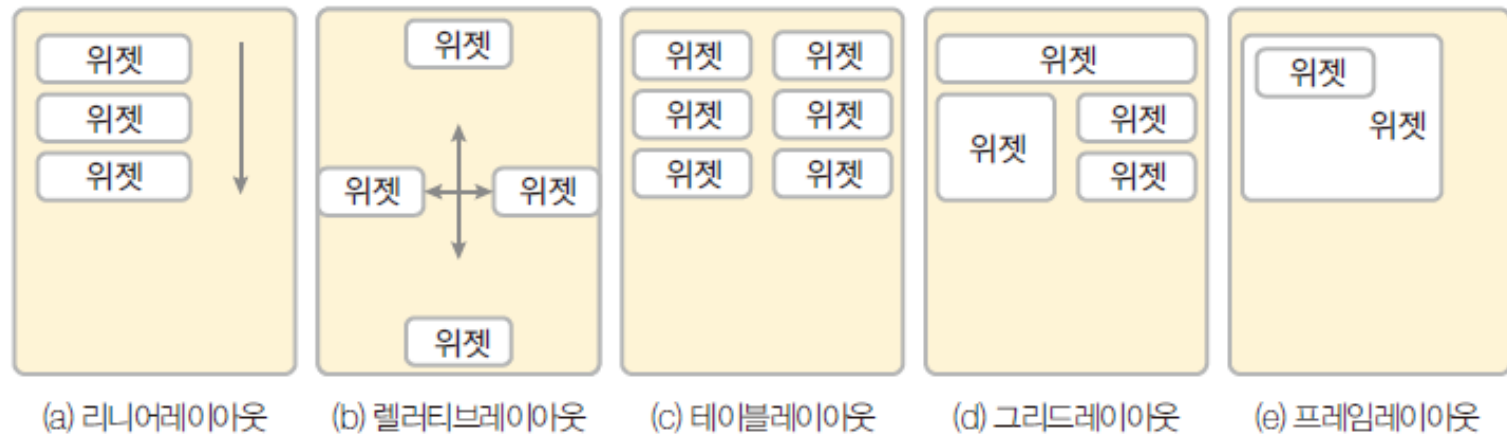 위젯
위젯
위젯
(a) 리니어레이아웃
위젯
위젯 위젯
위젯
(b) 렐러티브레이아웃
위젯 위젯
위젯 위젯
위젯 위젯
(c) 테이블레이아웃
위젯
위젯
위젯
위젯
(d) 그리드레이아웃
위젯
위젯
(e) 프레임레이아웃